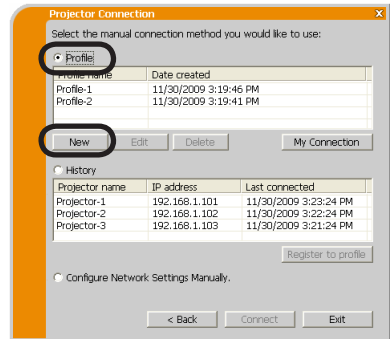 Projector Connection X
Select the manual connection method you would like to use:
Profile
Profile name Date created
Profile-1 11/30/2009 3:19:46 PM
Profile-2 11/30/2009 3:19:41 PM
New Edit Delete My Connection
History
Projector name IP address Last connected
Projector-1 192.168.1.101 11/30/2009 3:23:24 PM
Projector-2 192.168.1.102 11/30/2009 3:22:24 PM
Projector-3 192.168.1.103 11/30/2009 3:21:24 PM
Register to profile
Configure Network Settings Manually.
< Back Connect Exit